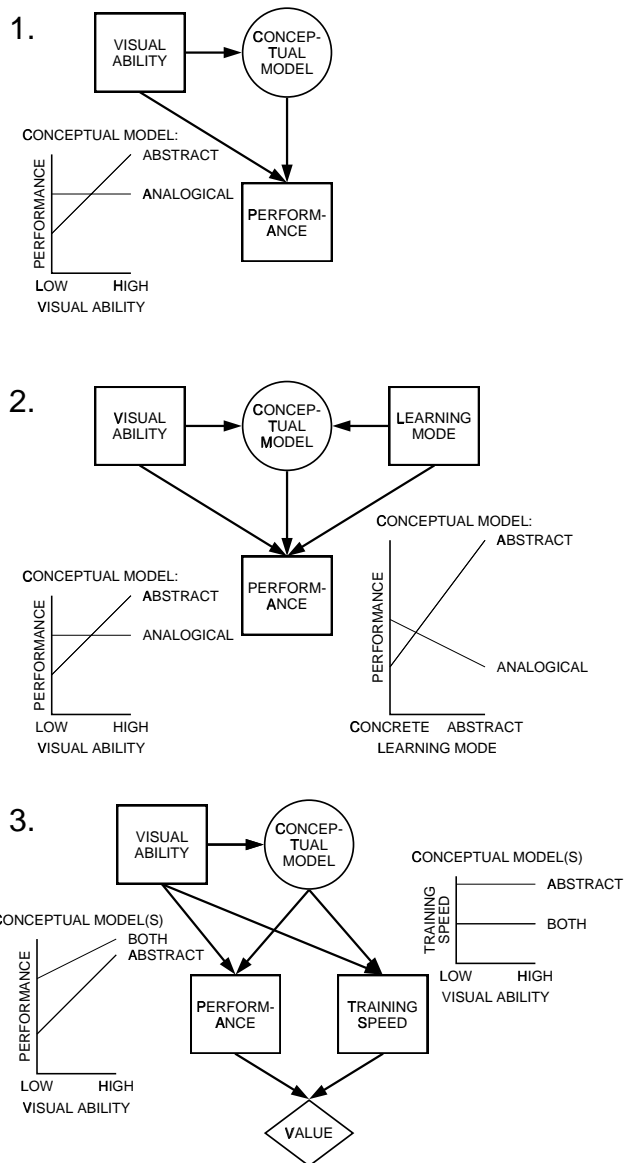 1.
VISUAL
ABILITY
CONCEP-
TUAL
MODEL
CONCEPTUAL MODEL:
ABSTRACT
ANALOGICAL
PERFORMANCE
LOW HIGH
VISUAL ABILITY
PERFORM-
ANCE
2.
VISUAL
ABILITY
CONCEP-
TUAL
MODEL
LEARNING
MODE
CONCEPTUAL MODEL:
ABSTRACT
ANALOGICAL
PERFORMANCE
LOW HIGH
VISUAL ABILITY
PERFORM-
ANCE
CONCEPTUAL MODEL:
ABSTRACT
ANALOGICAL
PERFORMANCE
CONCRETE ABSTRACT
LEARNING MODE
3.
VISUAL
ABILITY
CONCEP-
TUAL
MODEL
CONCEPTUAL MODEL(S)
ABSTRACT
BOTH
TRAINING
SPEED
LOW HIGH
VISUAL ABILITY
CONCEPTUAL MODEL(S)
BOTH
ABSTRACT
PERFORMANCE
LOW HIGH
VISUAL ABILITY
PERFORM-
ANCE
TRAINING
SPEED
VALUE